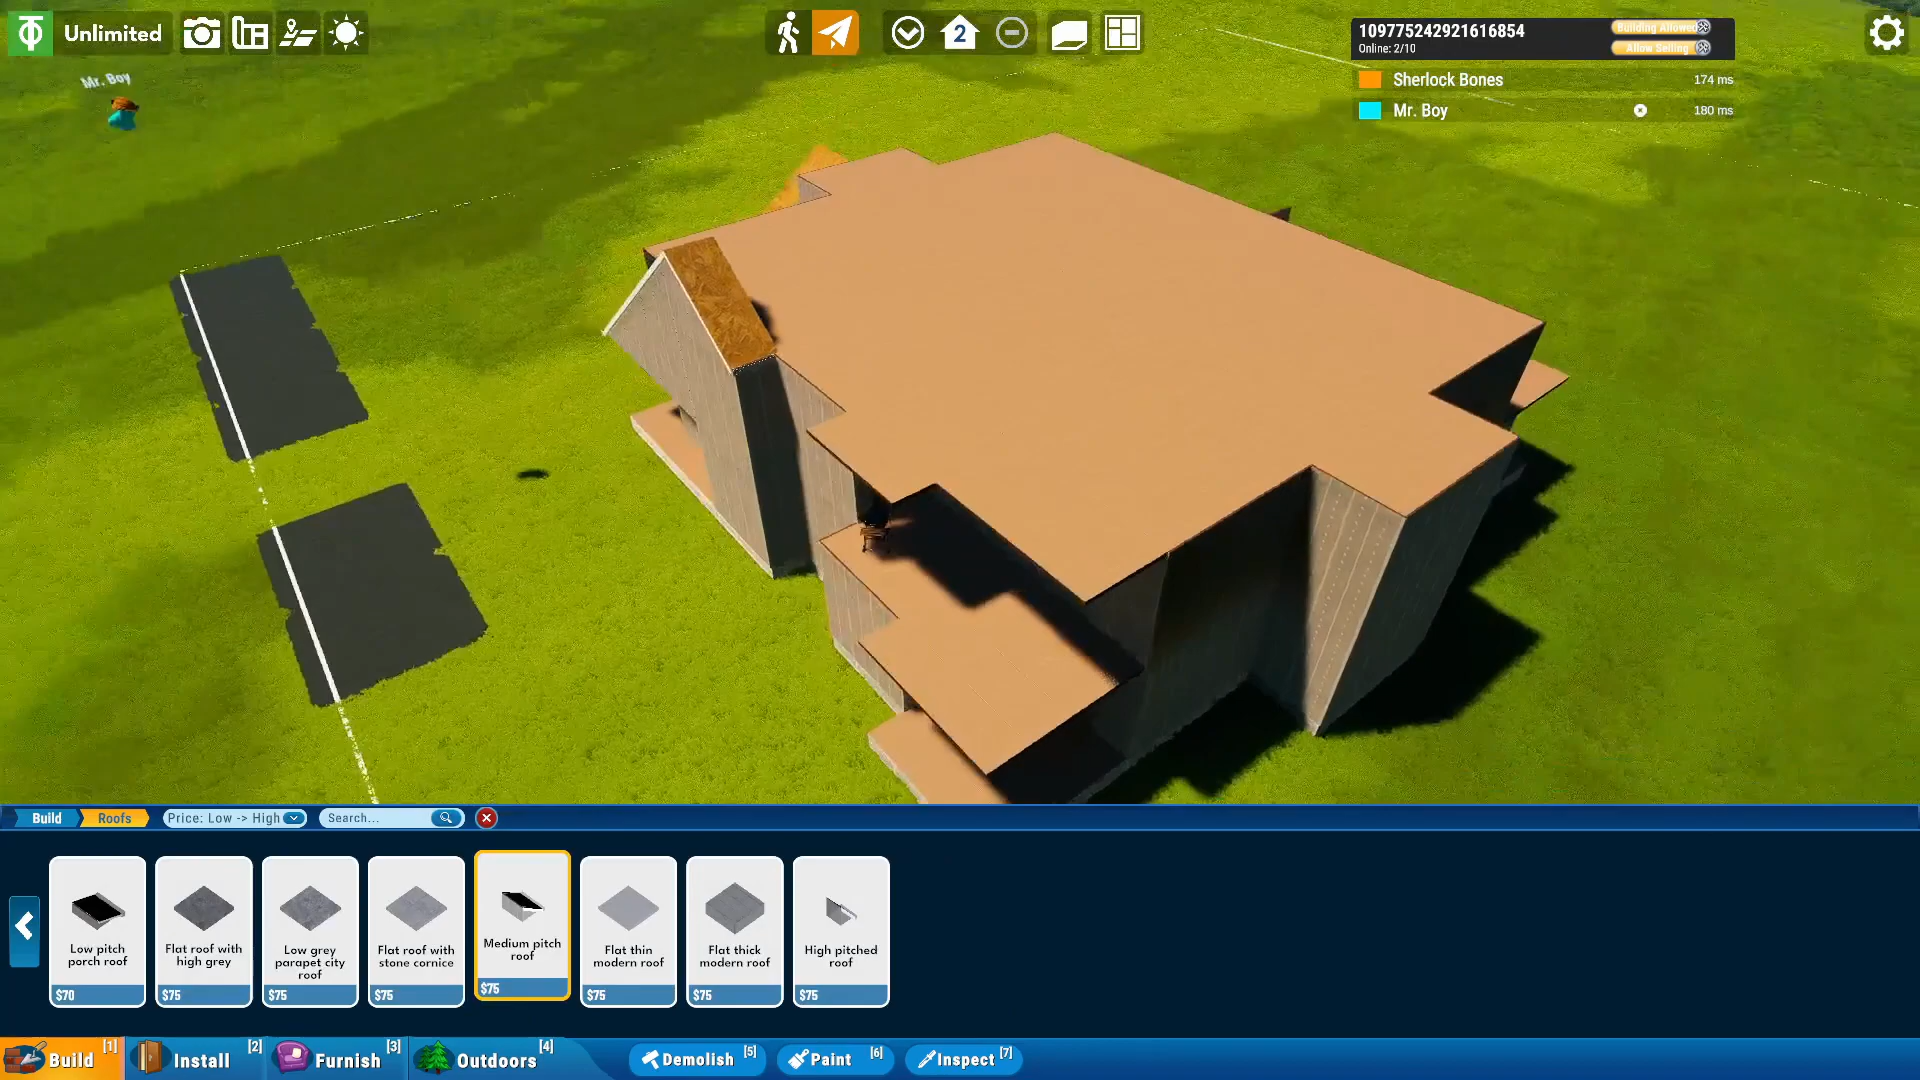 Unlimited
2
109775242921616854
Building Allowed
Online: 2/10
Allow Selling
Mr. Boy
Sherlock Bones
174 ms
Mr. Boy
180 ms
Build
Roofs
Price: Low -> High
Search...
Low pitch
porch roof
$70
Flat roof with
high grey
$75
Low grey
parapet city
roof
$75
Flat roof with
stone cornice
$75
Medium pitch
roof
$75
Flat thin
modern roof
$75
Flat thick
modern roof
$75
High pitched
roof
$75
Build [1]
Install [2]
Furnish [3]
Outdoors [4]
Demolish [5]
Paint [6]
Inspect [7]